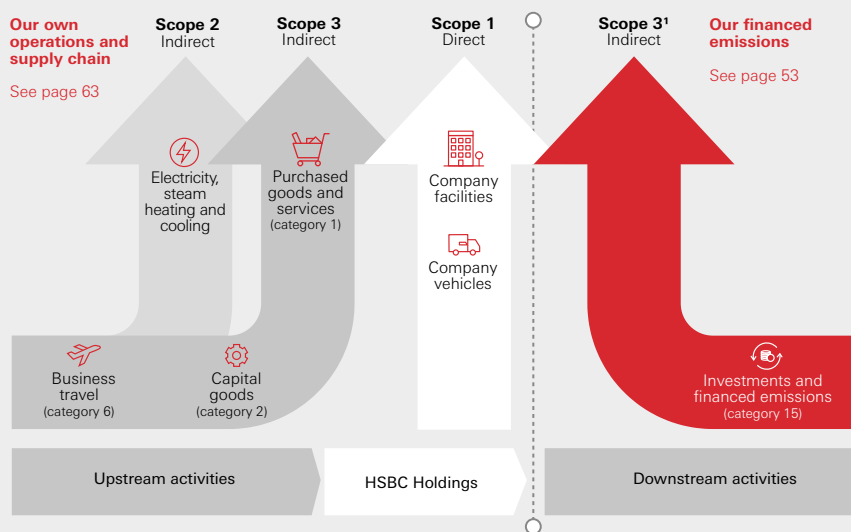 Our own
operations and
supply chain
See page 63
Scope 2
Indirect
Scope 3
Indirect
Scope 1
Direct
Scope 3¹
Indirect
Our financed
emissions
See page 53
Electricity,
steam
heating and
cooling
Purchased
goods and
services
(category 1)
Company
facilities
Company
vehicles
Business
travel
(category 6)
Capital
goods
(category 2)
Investments and
financed emissions
(category 15)
Upstream activities
HSBC Holdings
Downstream activities